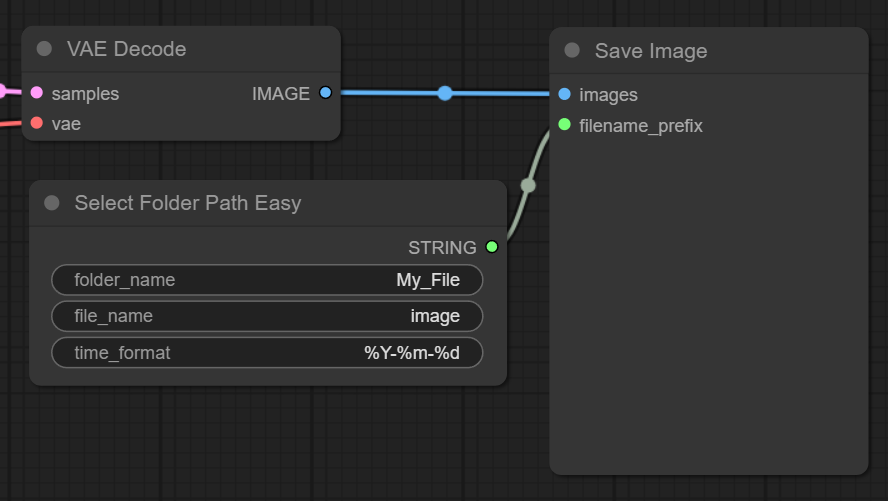 VAE Decode
samples IMAGE
vae
Select Folder Path Easy
STRING
folder_name My_File
file_name image
time_format %Y-%m-%d
Save Image
images
filename_prefix